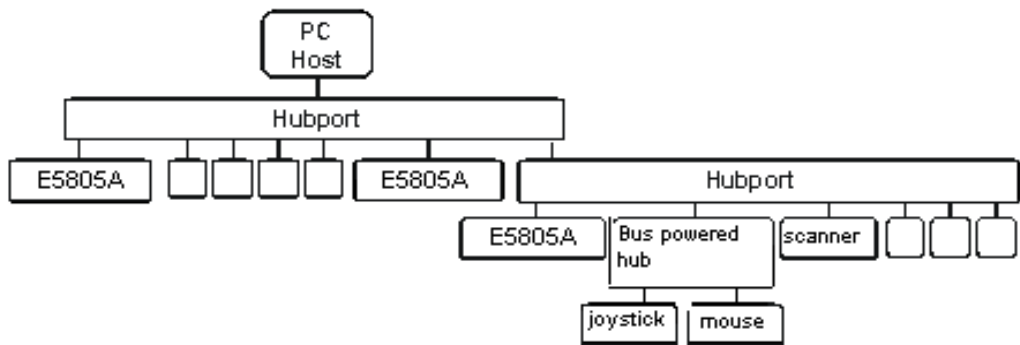 PC
Host
Hubport
E5805A
E5805A
Hubport
E5805A
Bus powered
hub
scanner
joystick
mouse